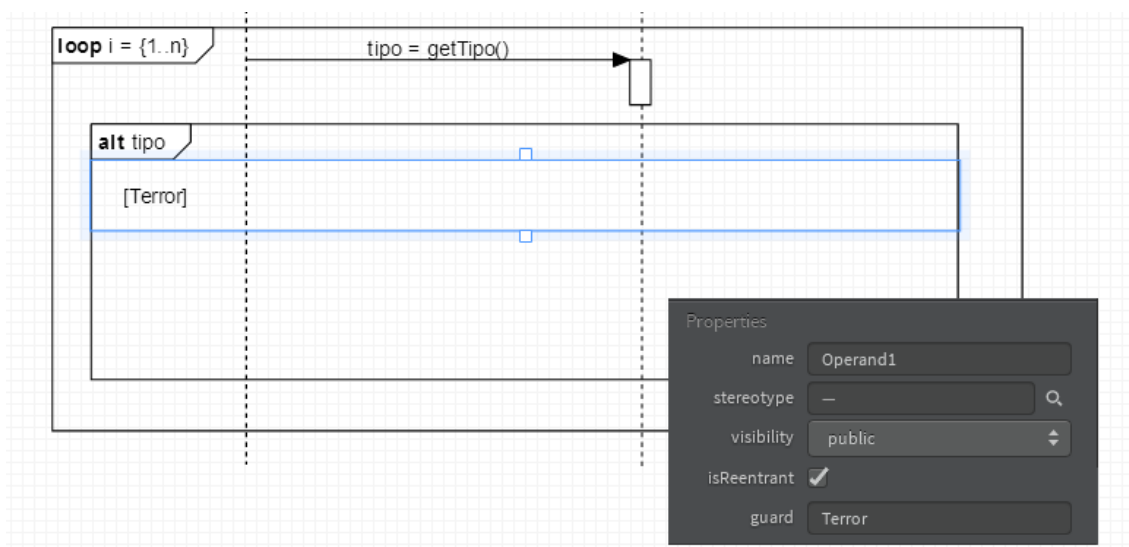 loop i = {1..n}
tipo = getTipo()
alt tipo
[Terror]
Properties
name Operand1
stereotype —
visibility public
isReentrant
guard Terror